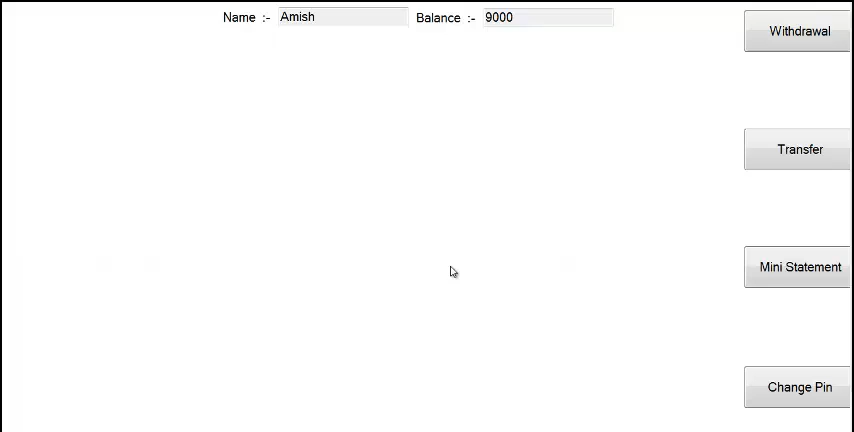 Name :- Amish Balance :- 9000
Withdrawal
Transfer
Mini Statement
Change Pin